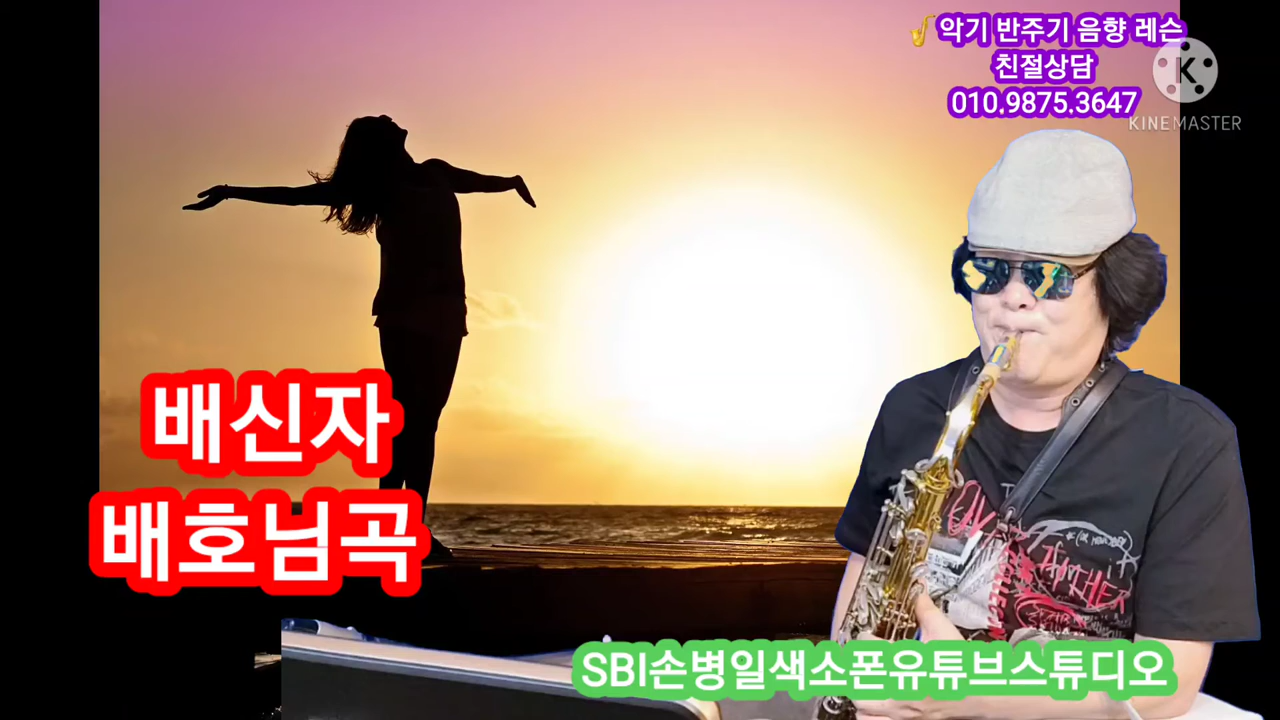 악기 반주기 음향 레슨
친절상담
010.9875.3647
K
KINEMASTER
배신자
배호님곡
SBI손병일색소폰유튜브스튜디오